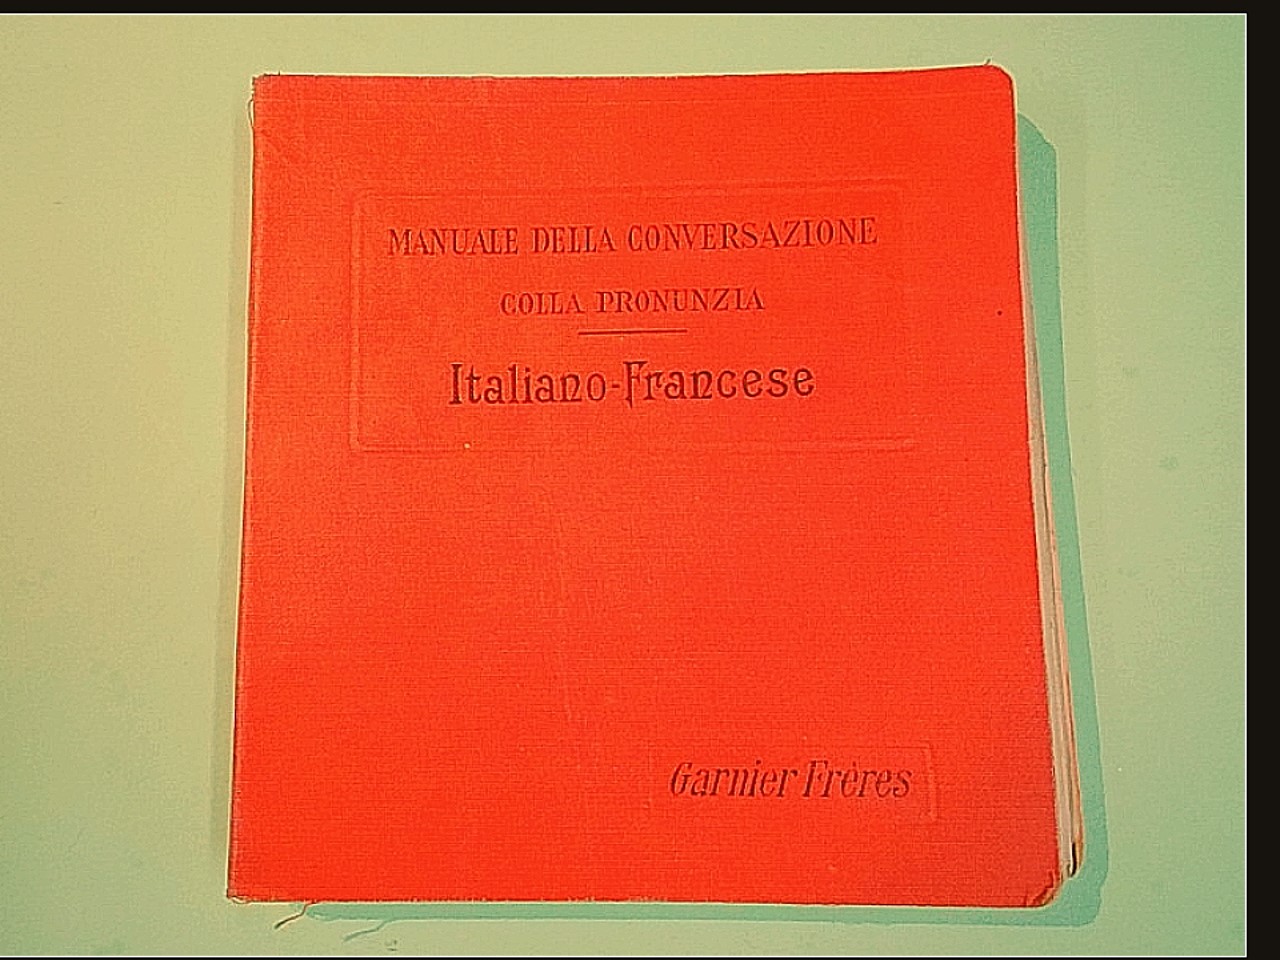 MANUALE DELLA CONVERSAZIONE
COLLA PRONUNZIA
Italiano-Francese
Garnier Frères